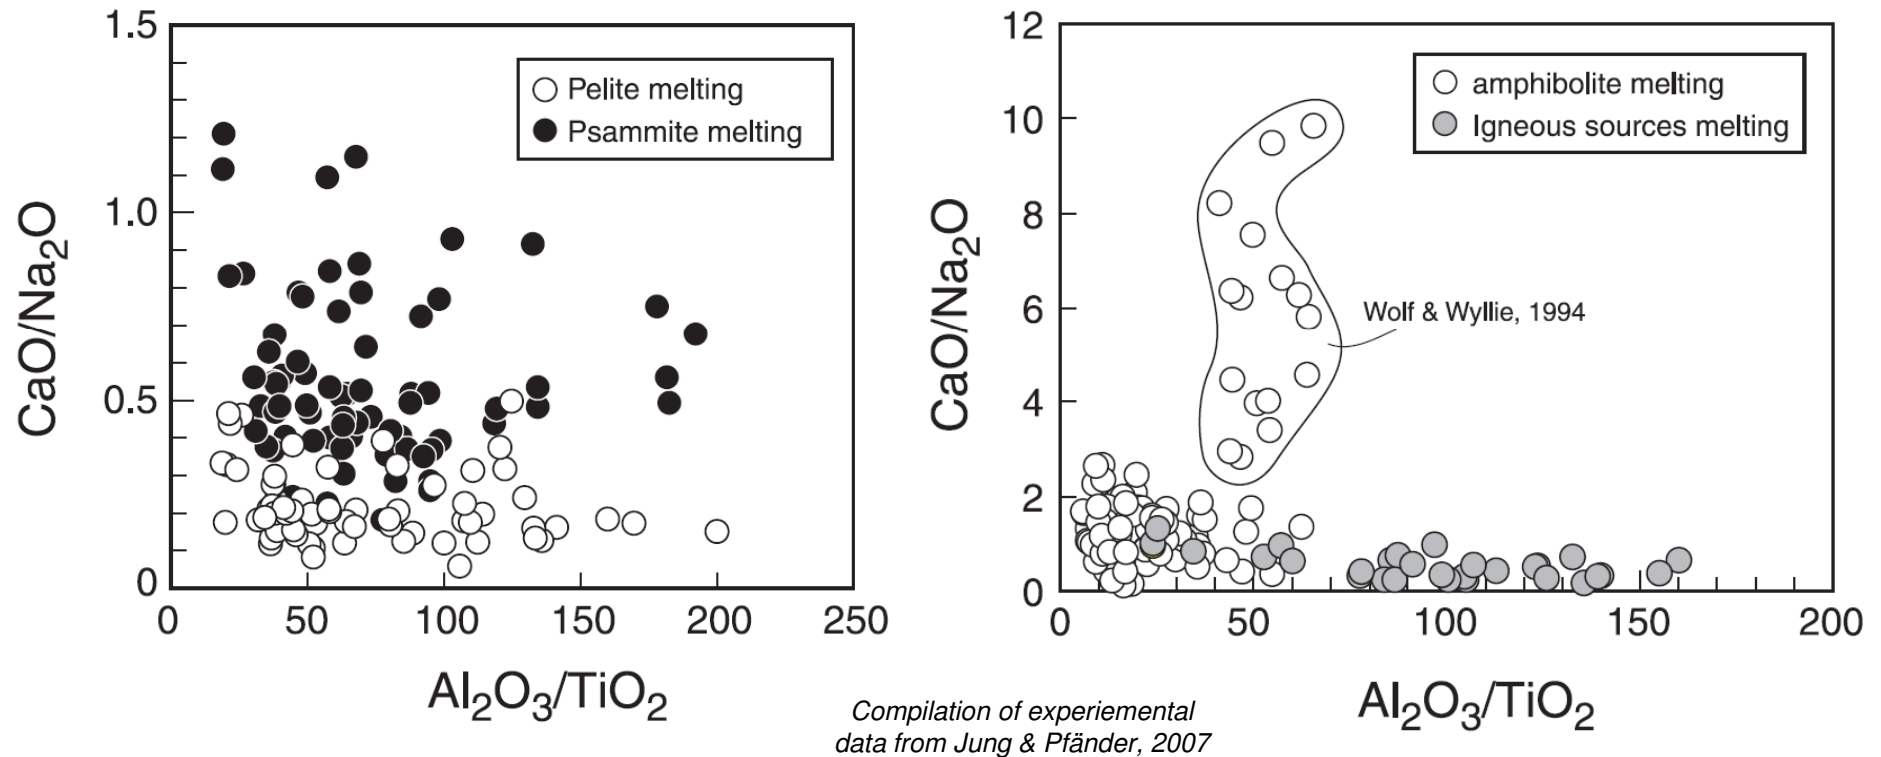 1.5
1.0
0.5
0
CaO/Na₂O
Pelite melting
Psammite melting
0 50 100 150 200 250
Al₂O₃/TiO₂
12
10
8
6
4
2
0
CaO/Na₂O
amphibolite melting
Igneous sources melting
Wolf & Wyllie, 1994
0 50 100 150 200
Al₂O₃/TiO₂
Compilation of experiemental
data from Jung & Pfänder, 2007